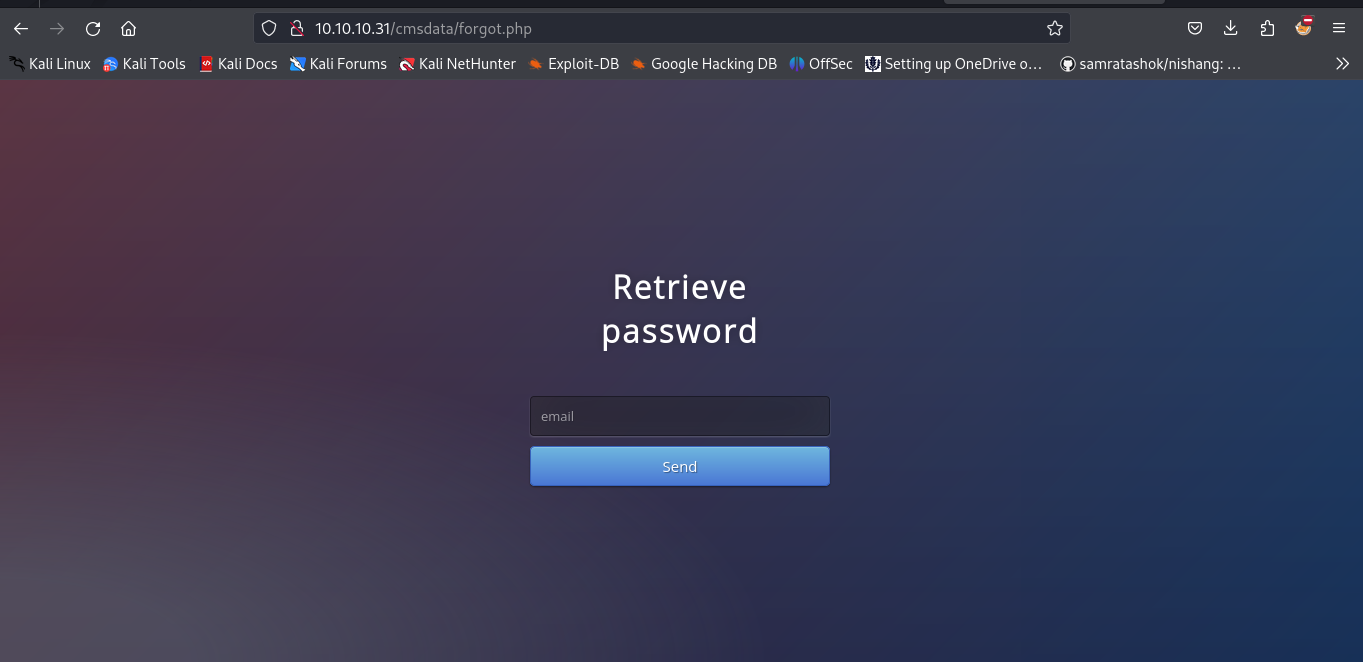 10.10.10.31/cmsdata/forgot.php
Kali Linux Kali Tools Kali Docs Kali Forums Kali NetHunter Exploit-DB Google Hacking DB OffSec Setting up OneDrive o... samratashok/nishang: ...
Retrieve
password
email
Send